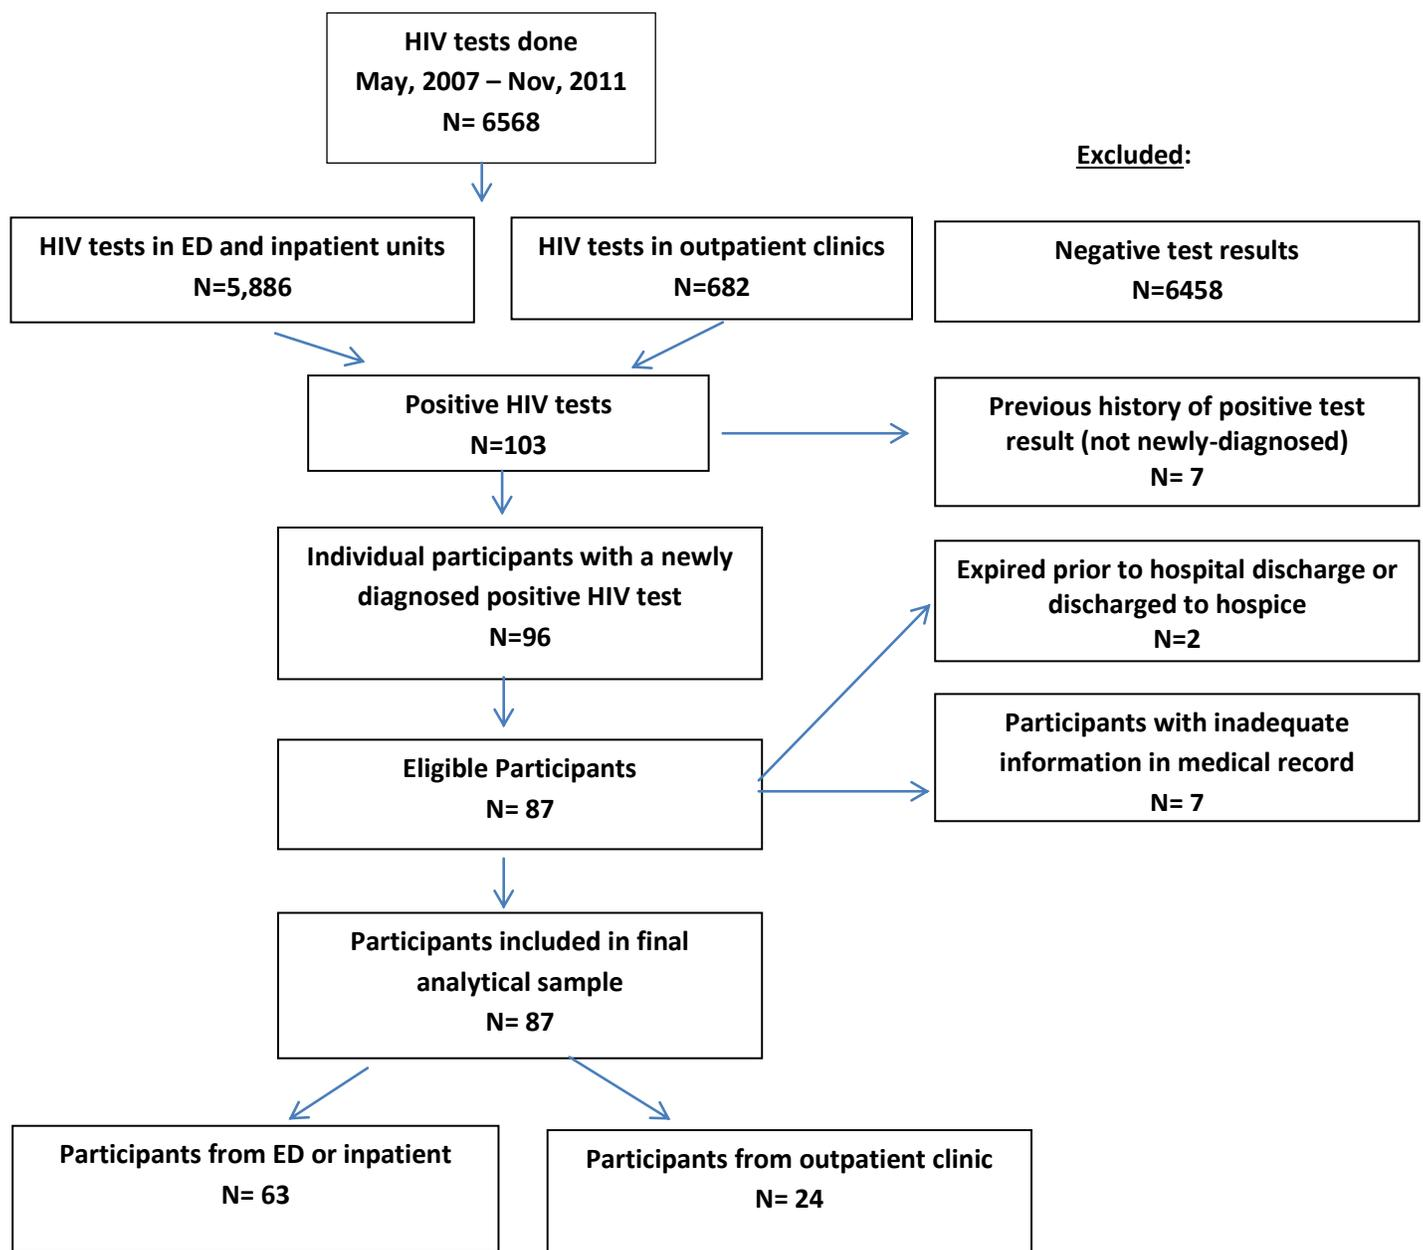 HIV tests done
May, 2007 – Nov, 2011
N= 6568
Excluded:
HIV tests in ED and inpatient units
N=5,886
HIV tests in outpatient clinics
N=682
Negative test results
N=6458
Positive HIV tests
N=103
Previous history of positive test
result (not newly-diagnosed)
N= 7
Individual participants with a newly
diagnosed positive HIV test
N=96
Expired prior to hospital discharge or
discharged to hospice
N=2
Eligible Participants
N= 87
Participants with inadequate
information in medical record
N= 7
Participants included in final
analytical sample
N= 87
Participants from ED or inpatient
N= 63
Participants from outpatient clinic
N= 24